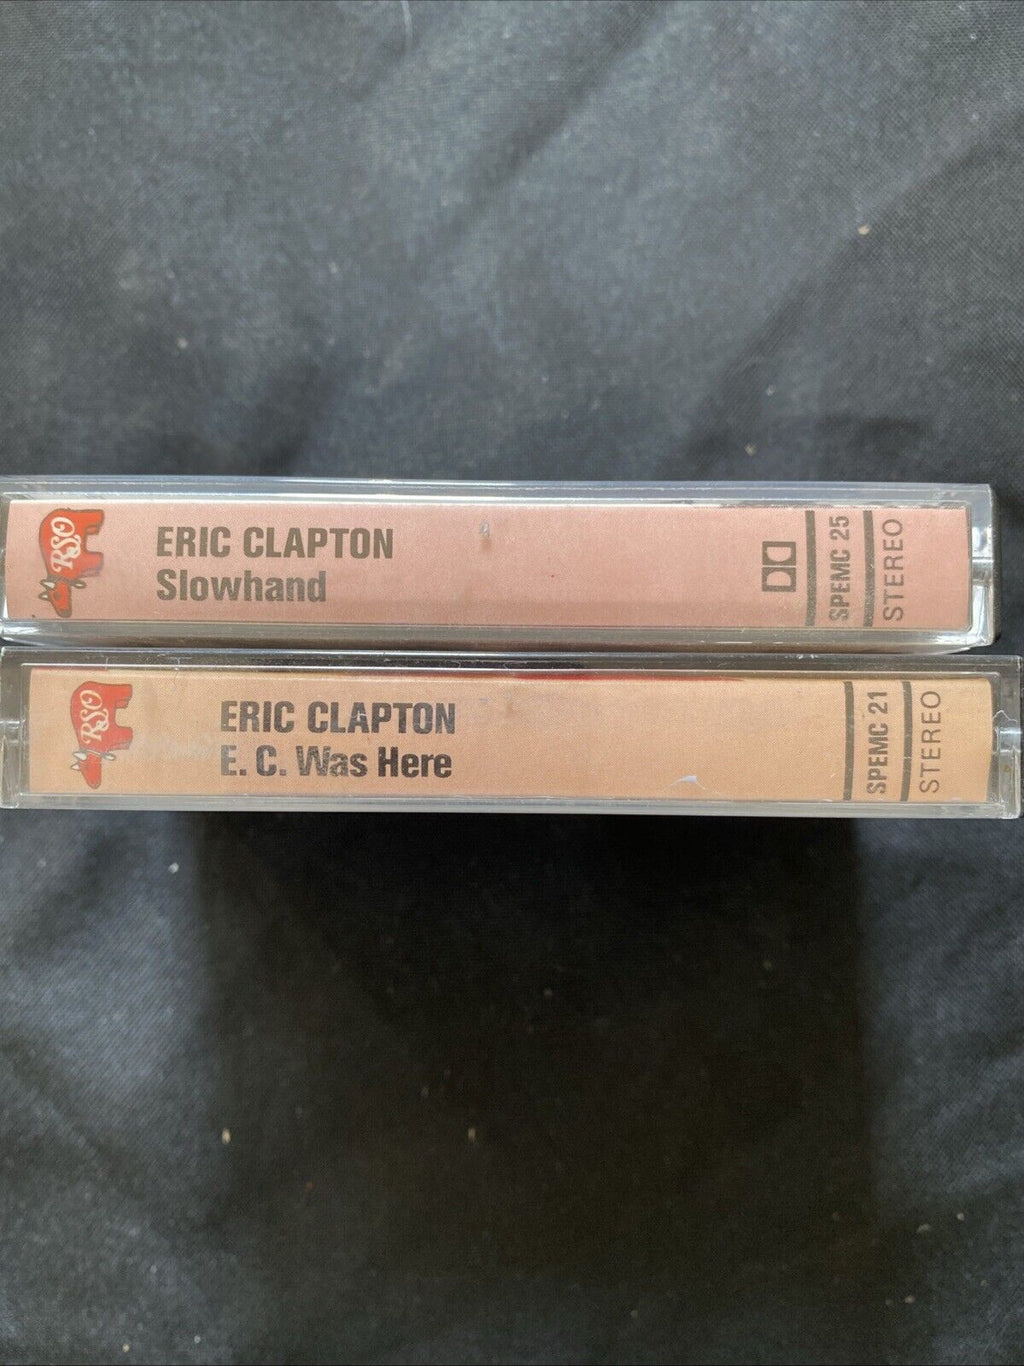 RSO
ERIC CLAPTON
Slowhand
SPEMC 25
STEREO
RSO
ERIC CLAPTON
E. C. Was Here
SPEMC 21
STEREO